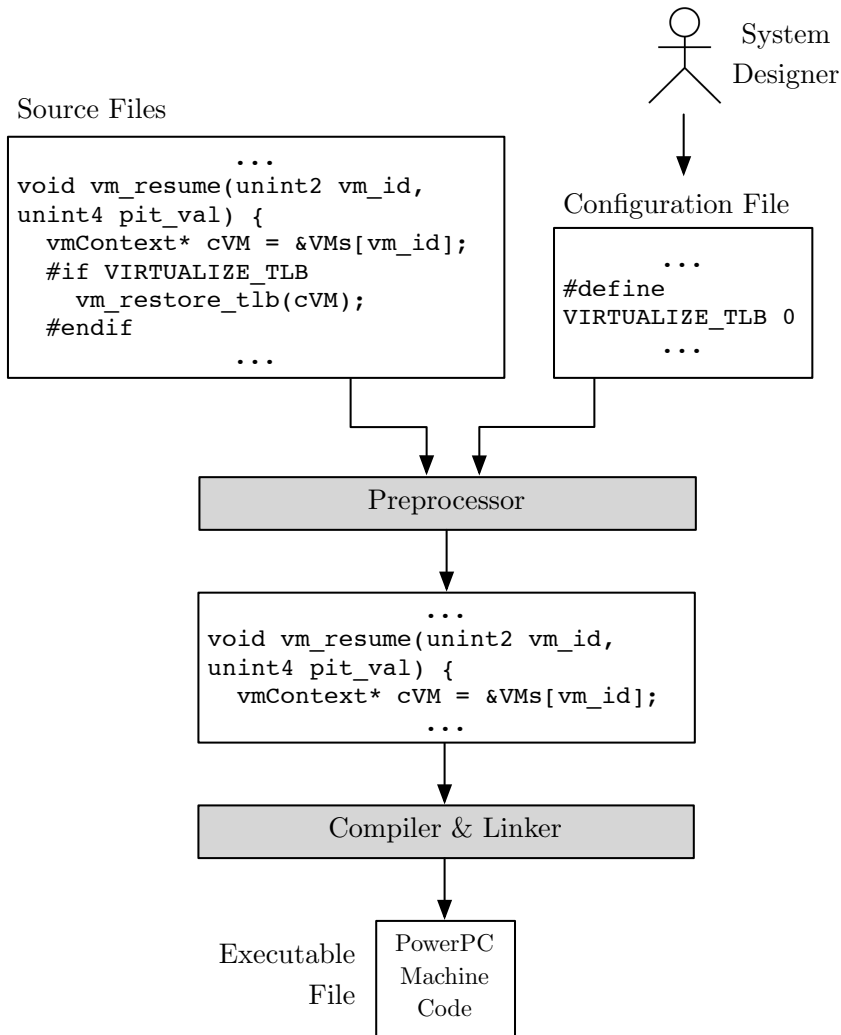 System
Designer
Source Files
...
void vm_resume(unint2 vm_id,
unint4 pit_val) {
  vmContext* cVM = &VMs[vm_id];
  #if VIRTUALIZE_TLB
    vm_restore_tlb(cVM);
  #endif
...
Configuration File
...
#define
VIRTUALIZE_TLB 0
...
Preprocessor
...
void vm_resume(unint2 vm_id,
unint4 pit_val) {
  vmContext* cVM = &VMs[vm_id];
...
Compiler & Linker
Executable
File
PowerPC
Machine
Code